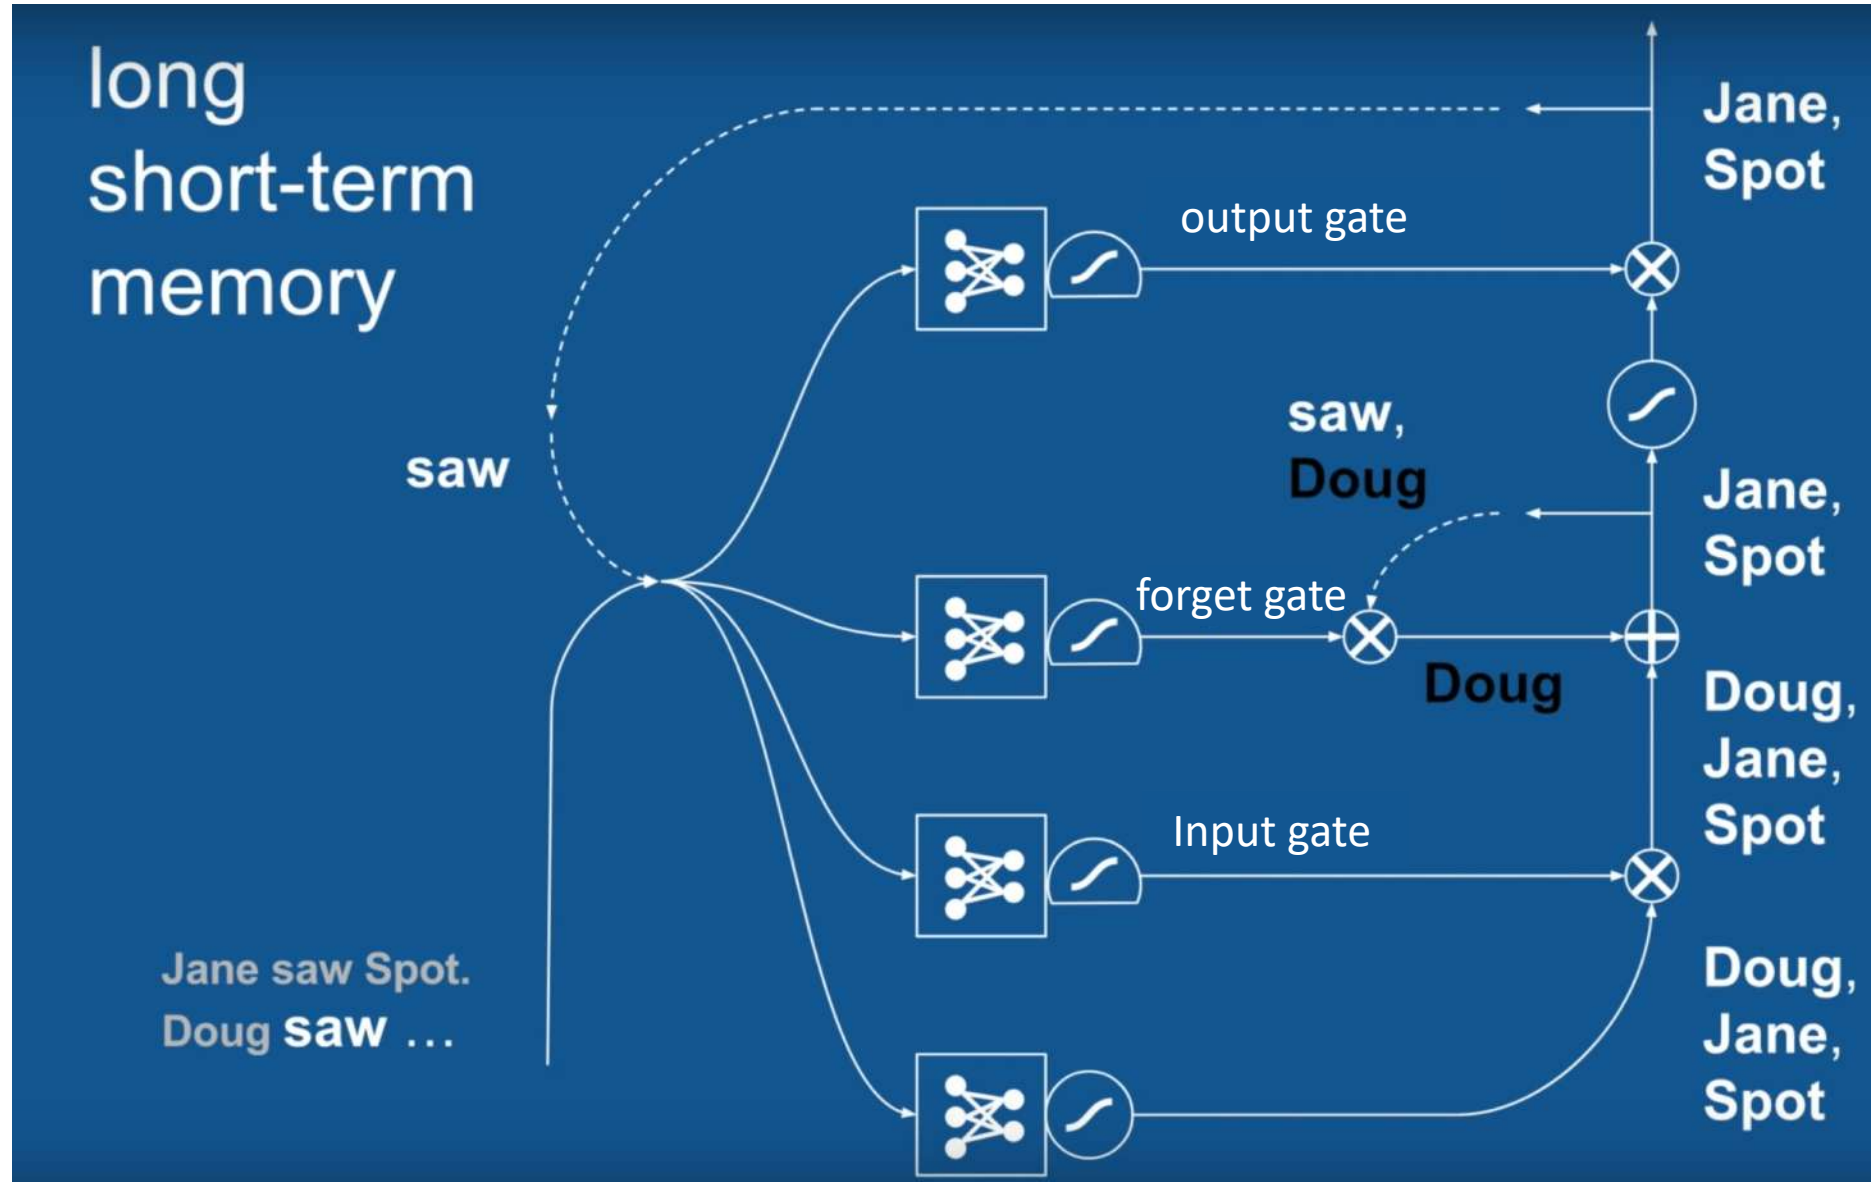 long
short-term
memory
Jane,
Spot
output gate
saw
saw,
Doug
Jane,
Spot
forget gate
Doug
Doug,
Jane,
Spot
Input gate
Jane saw Spot.
Doug saw ...
Doug,
Jane,
Spot